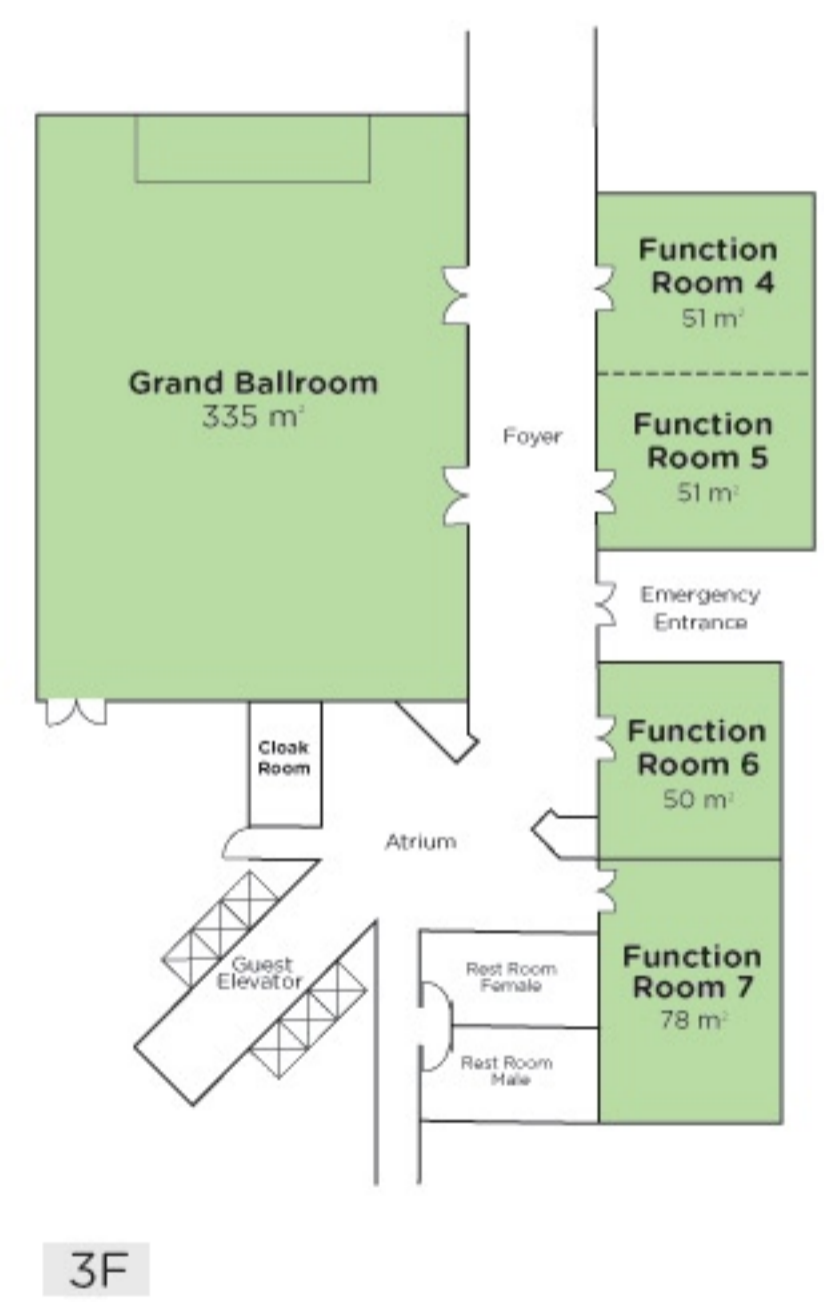 Function
Room 4
51 m²
Grand Ballroom
335 m²
Foyer
Function
Room 5
51 m²
Emergency
Entrance
Function
Room 6
50 m²
Cloak
Room
Atrium
Guest
Elevator
Rest Room
Female
Function
Room 7
78 m²
Rest Room
Male
3F